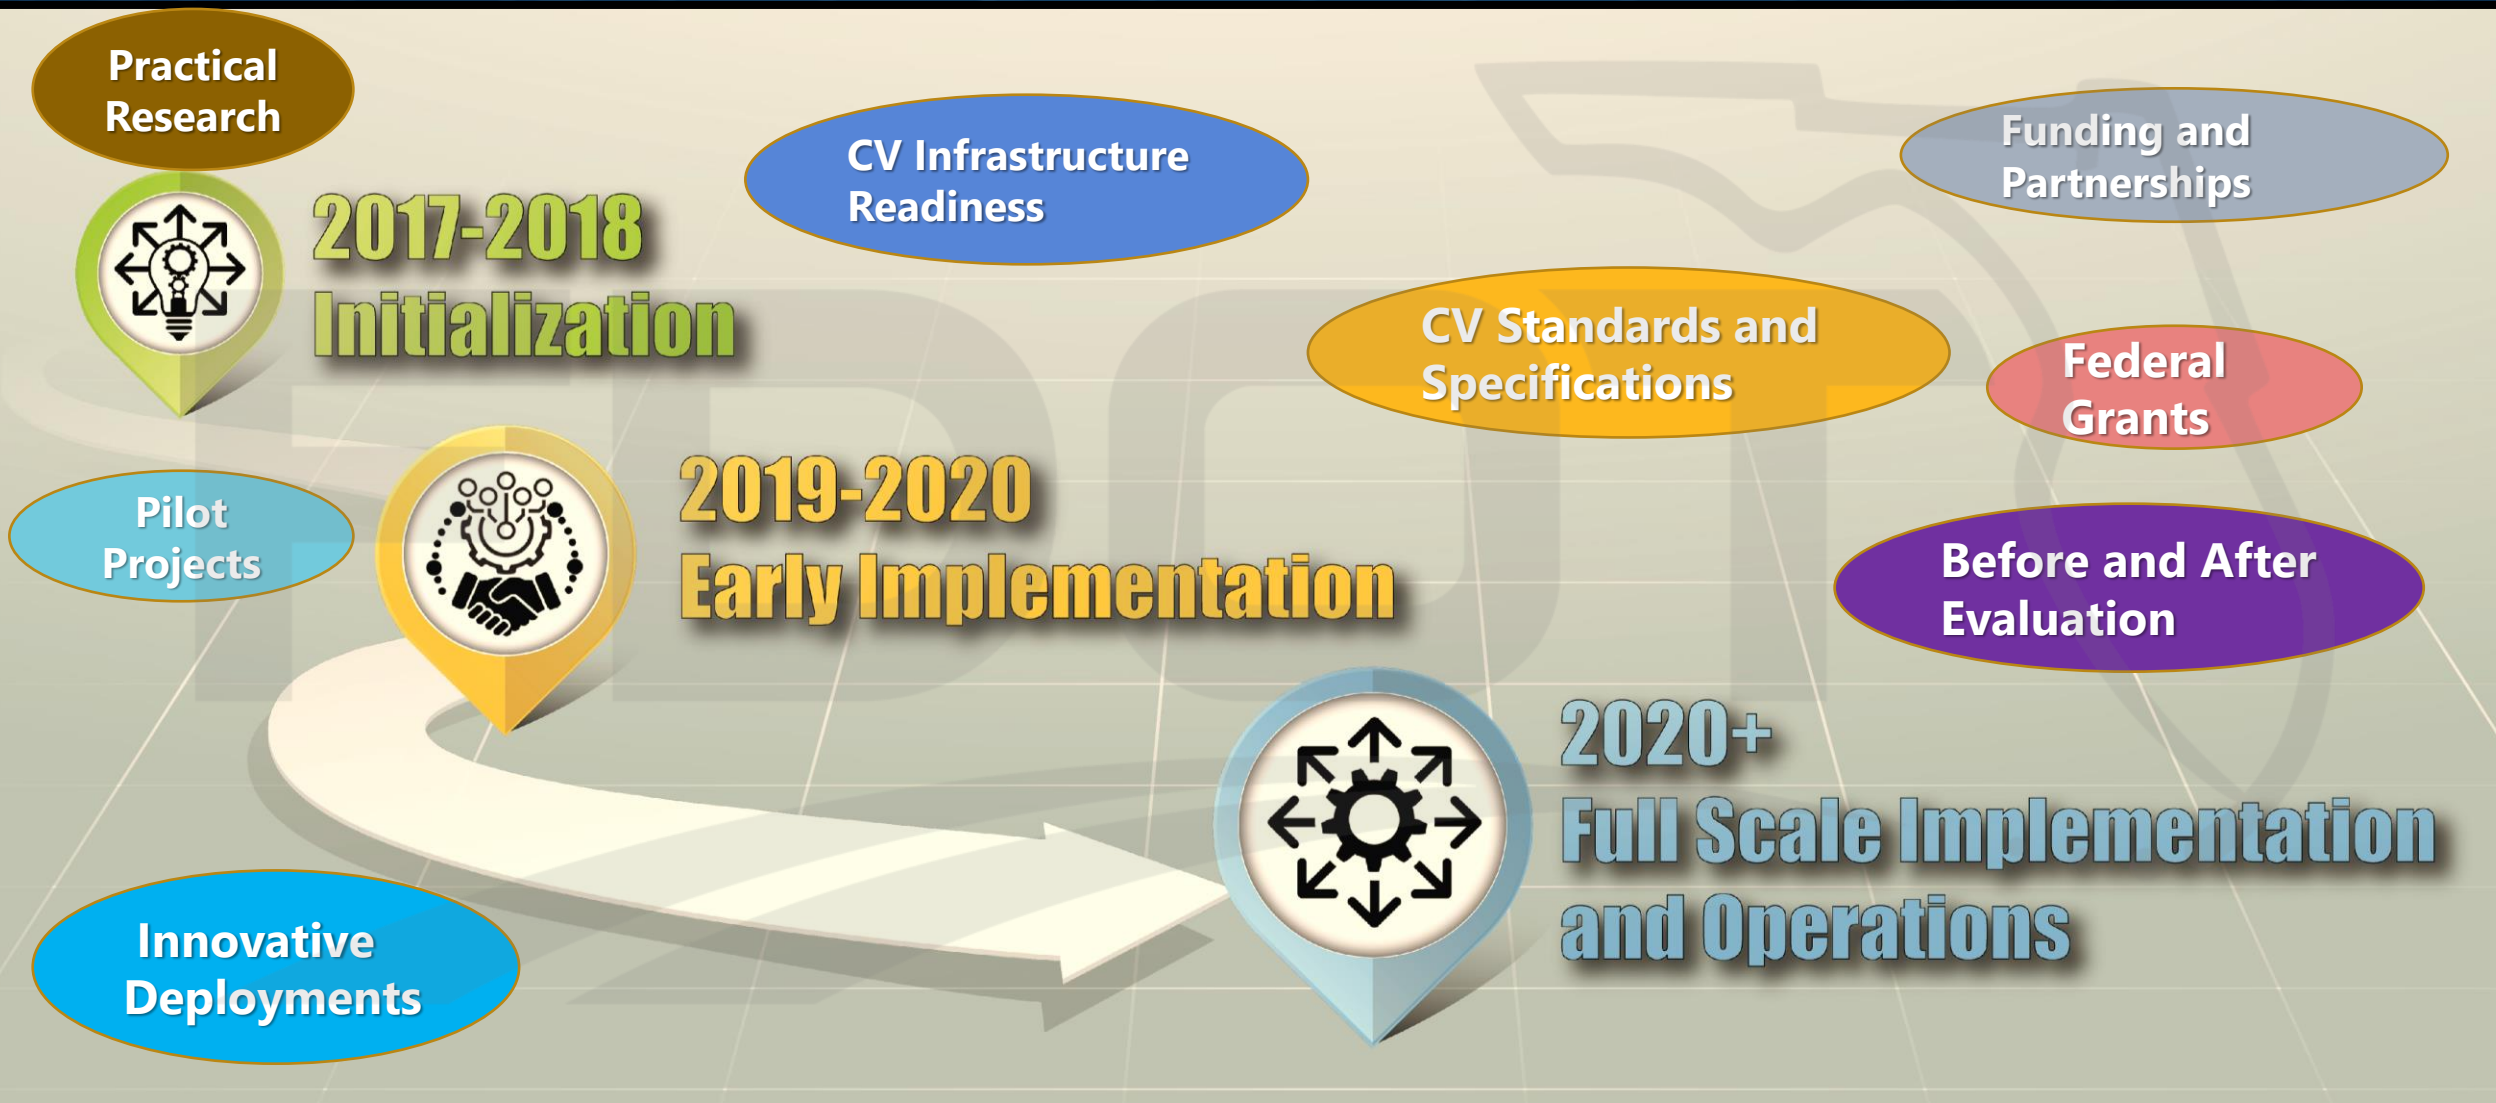 Practical
Research
2017-2018
Initialization
CV Infrastructure
Readiness
Funding and
Partnerships
CV Standards and
Specifications
Federal
Grants
Pilot
Projects
2019-2020
Early Implementation
Before and After
Evaluation
2020+
Full Scale Implementation
and Operations
Innovative
Deployments
FDOT